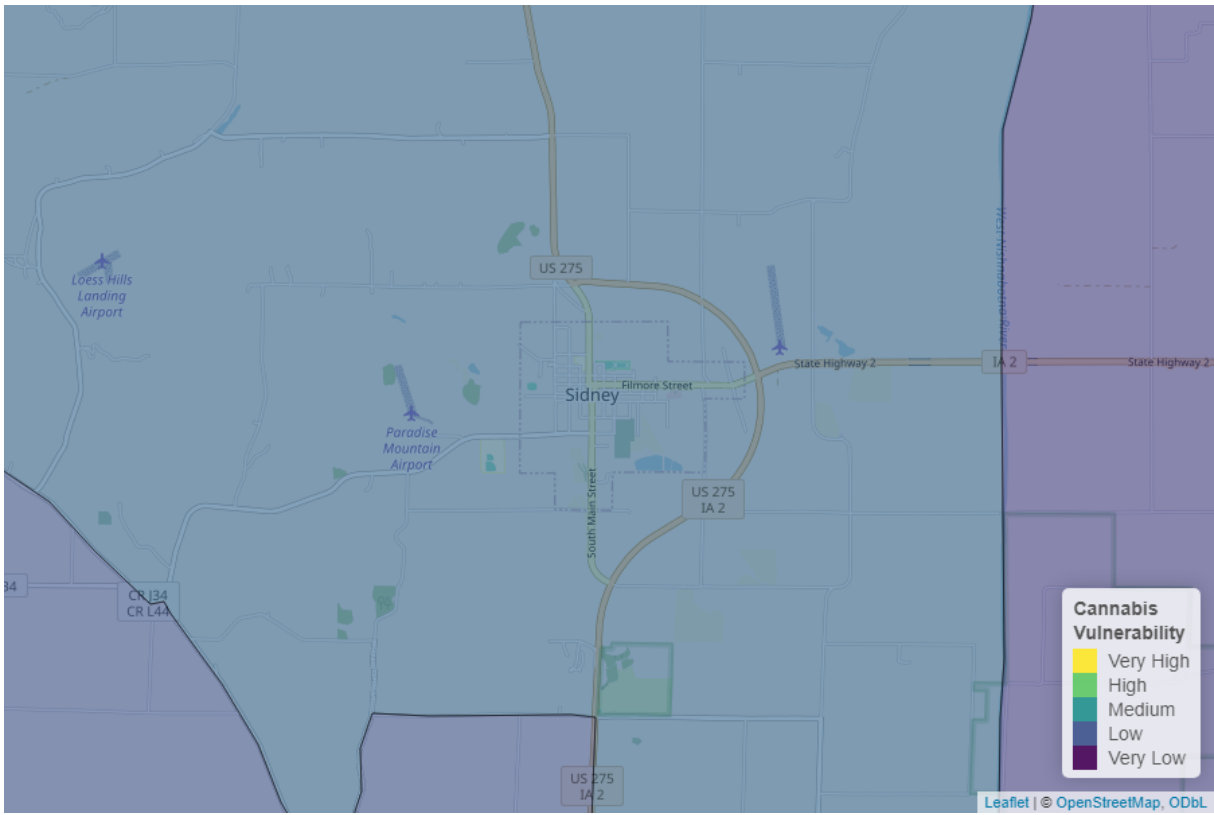 US 275
Loess Hills
Landing
Airport
West Nishnabotna River
State Highway 2
IA 2
State Highway 2
Filmore Street
Sidney
Paradise
Mountain
Airport
US 275
IA 2
South Main Street
34
CR J34
CR L44
US 275
IA 2
Cannabis
Vulnerability
Very High
High
Medium
Low
Very Low
Leaflet | © OpenStreetMap, ODbL